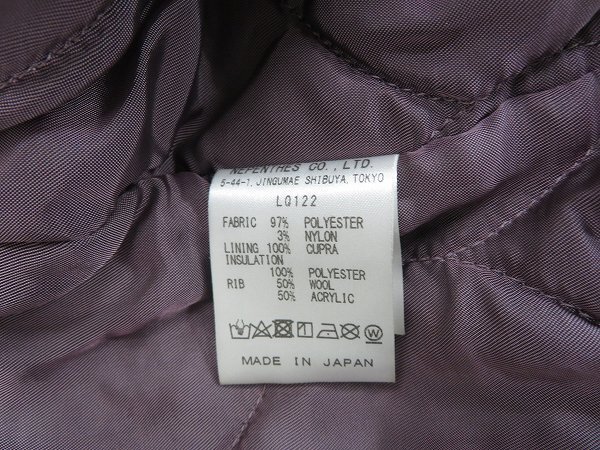 NEPENTHES CO., LTD.
5-44-1, JINGUMAE SHIBUYA, TOKYO
LQ122
FABRIC 97% POLYESTER
3% NYLON
LINING 100% CUPRA
INSULATION
100% POLYESTER
RIB 50% WOOL
50% ACRYLIC
W
MADE IN JAPAN